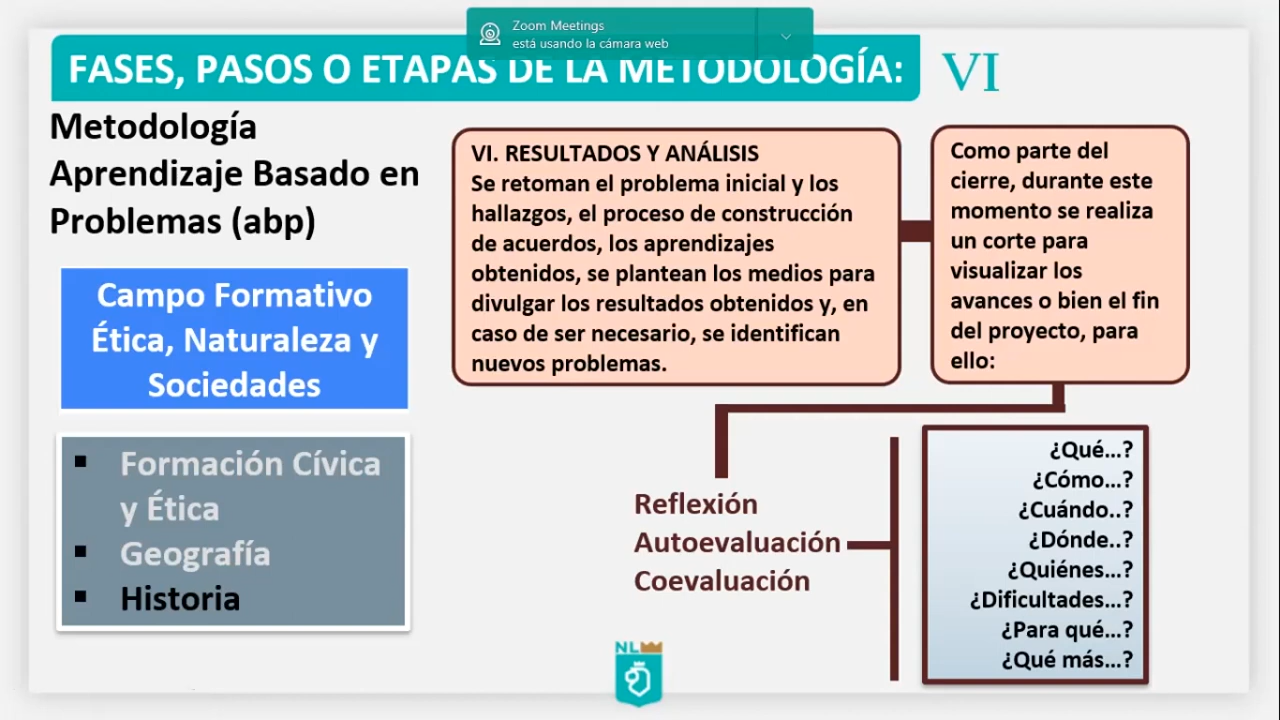 Zoom Meetings
está usando la cámara web
FASES, PASOS O ETAPAS DE LA METODOLOGÍA:
VI
Metodología
Aprendizaje Basado en
Problemas (abp)
Campo Formativo
Ética, Naturaleza y
Sociedades
▪ Formación Cívica
y Ética
▪ Geografía
▪ Historia
VI. RESULTADOS Y ANÁLISIS
Se retoman el problema inicial y los
hallazgos, el proceso de construcción
de acuerdos, los aprendizajes
obtenidos, se plantean los medios para
divulgar los resultados obtenidos y, en
caso de ser necesario, se identifican
nuevos problemas.
Como parte del
cierre, durante este
momento se realiza
un corte para
visualizar los
avances o bien el fin
del proyecto, para
ello:
Reflexión
Autoevaluación
Coevaluación
¿Qué...?
¿Cómo...?
¿Cuándo..?
¿Dónde..?
¿Quiénes...?
¿Dificultades...?
¿Para qué...?
¿Qué más...?
NL